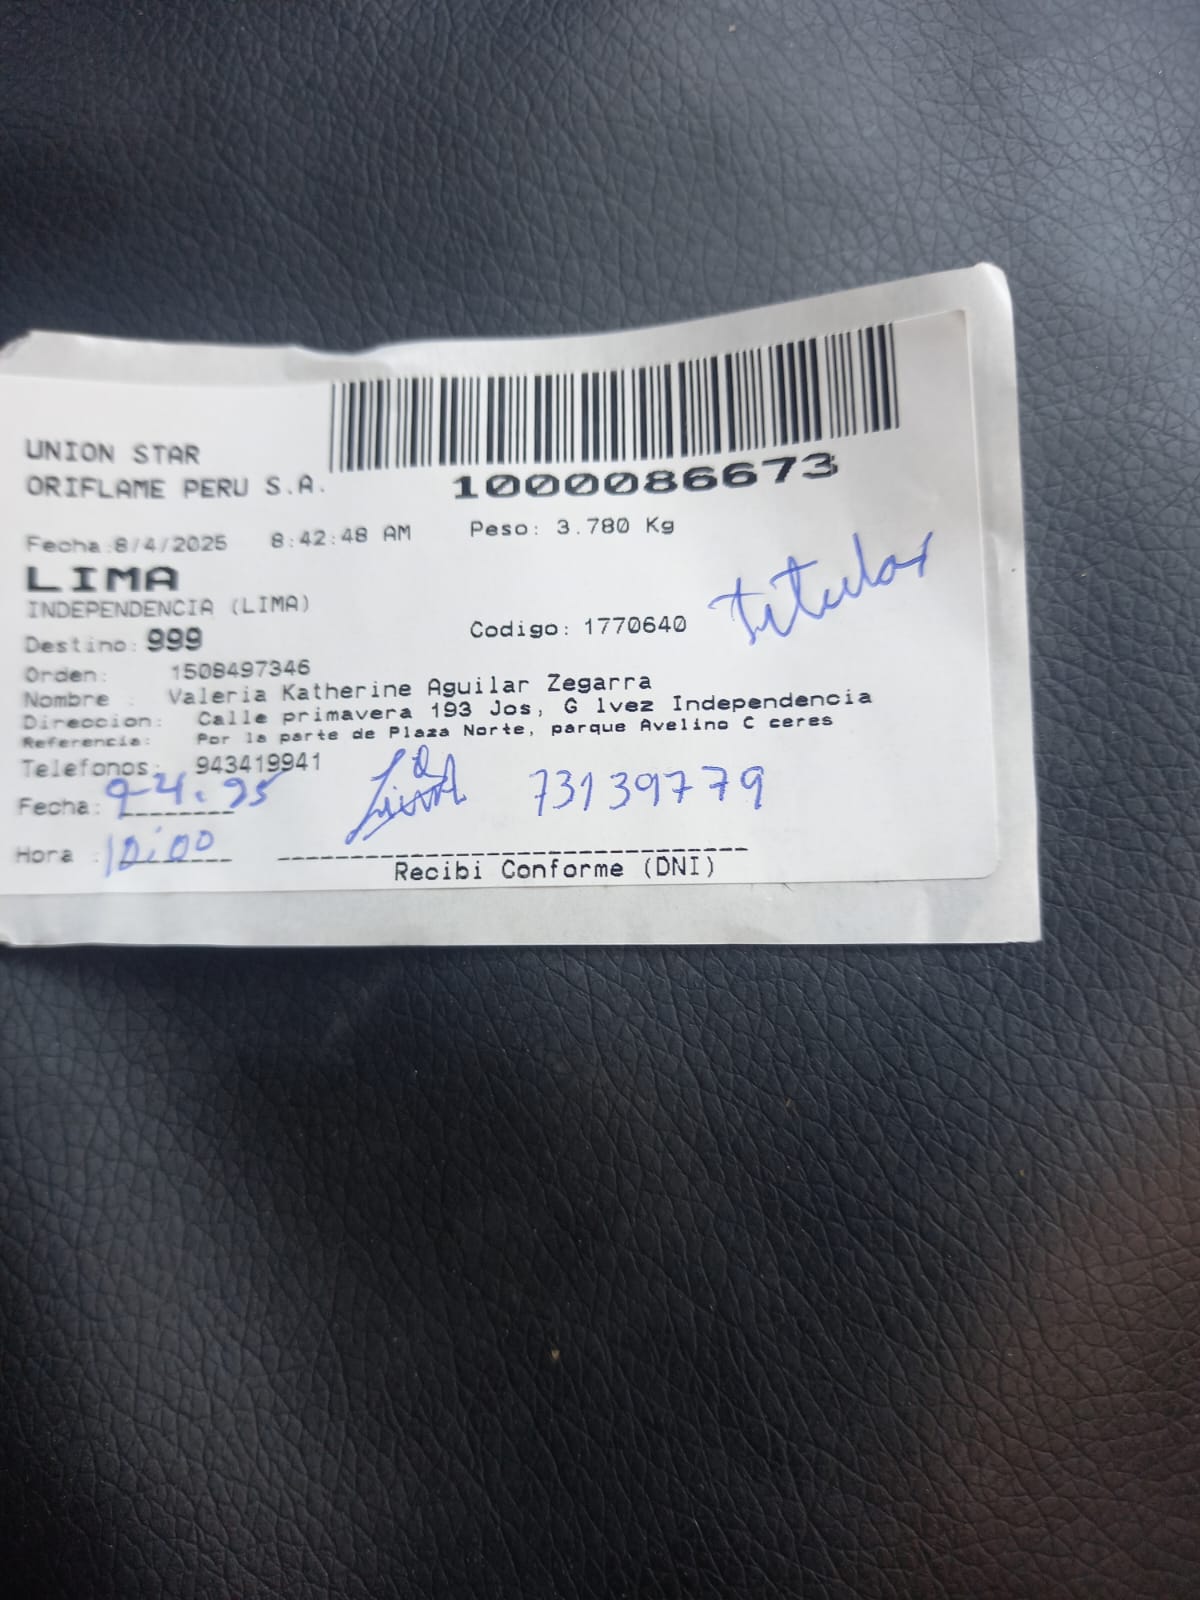 UNION STAR
ORIFLAME PERU S.A.
1000086673
Fecha:8/4/2025 8:42:48 AM Peso: 3.780 Kg
LIMA
INDEPENDENCIA (LIMA)
titular
Destino: 999 Codigo: 1770640
Orden: 1508497346
Nombre : Valeria Katherine Aguilar Zegarra
Direccion: Calle primavera 193 Jos, G lvez Independencia
Referencia: Por la parte de Plaza Norte, parque Avelino C ceres
Telefonos: 943419941
Fecha: 9-4.25 73139779
Hora : 10:00
Recibi Conforme (DNI)